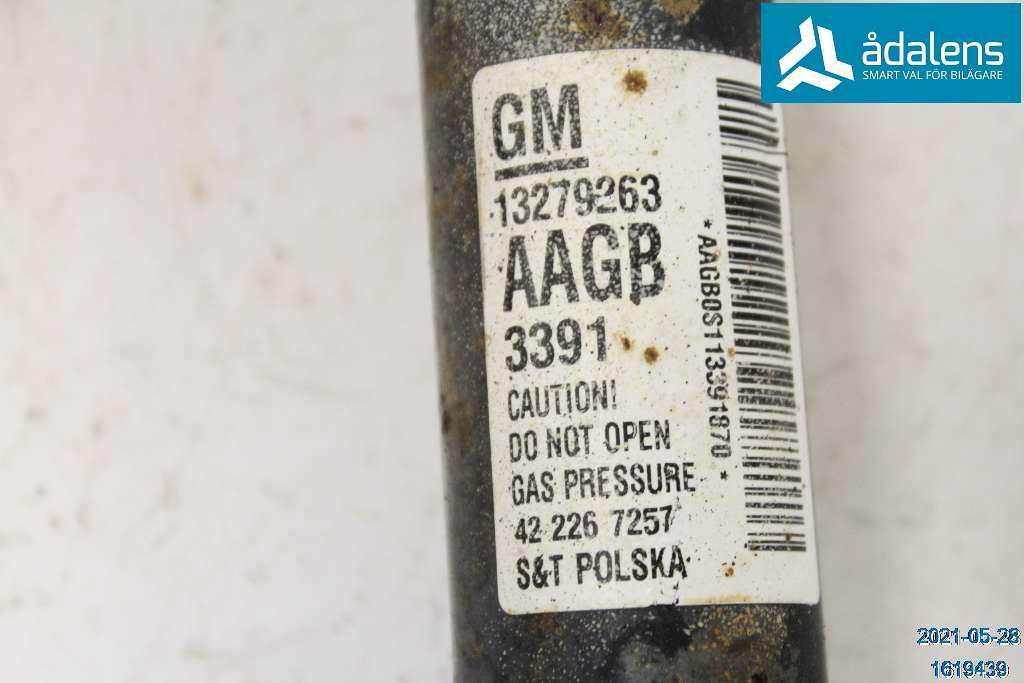 GM
13279263
AAGB
3391
CAUTION!
DO NOT OPEN
GAS PRESSURE
42 226 7257
S&T POLSKA
*AAGB0S113391870*
ådalens
SMART VAL FÖR BILÄGARE
2021-05-28
1619439